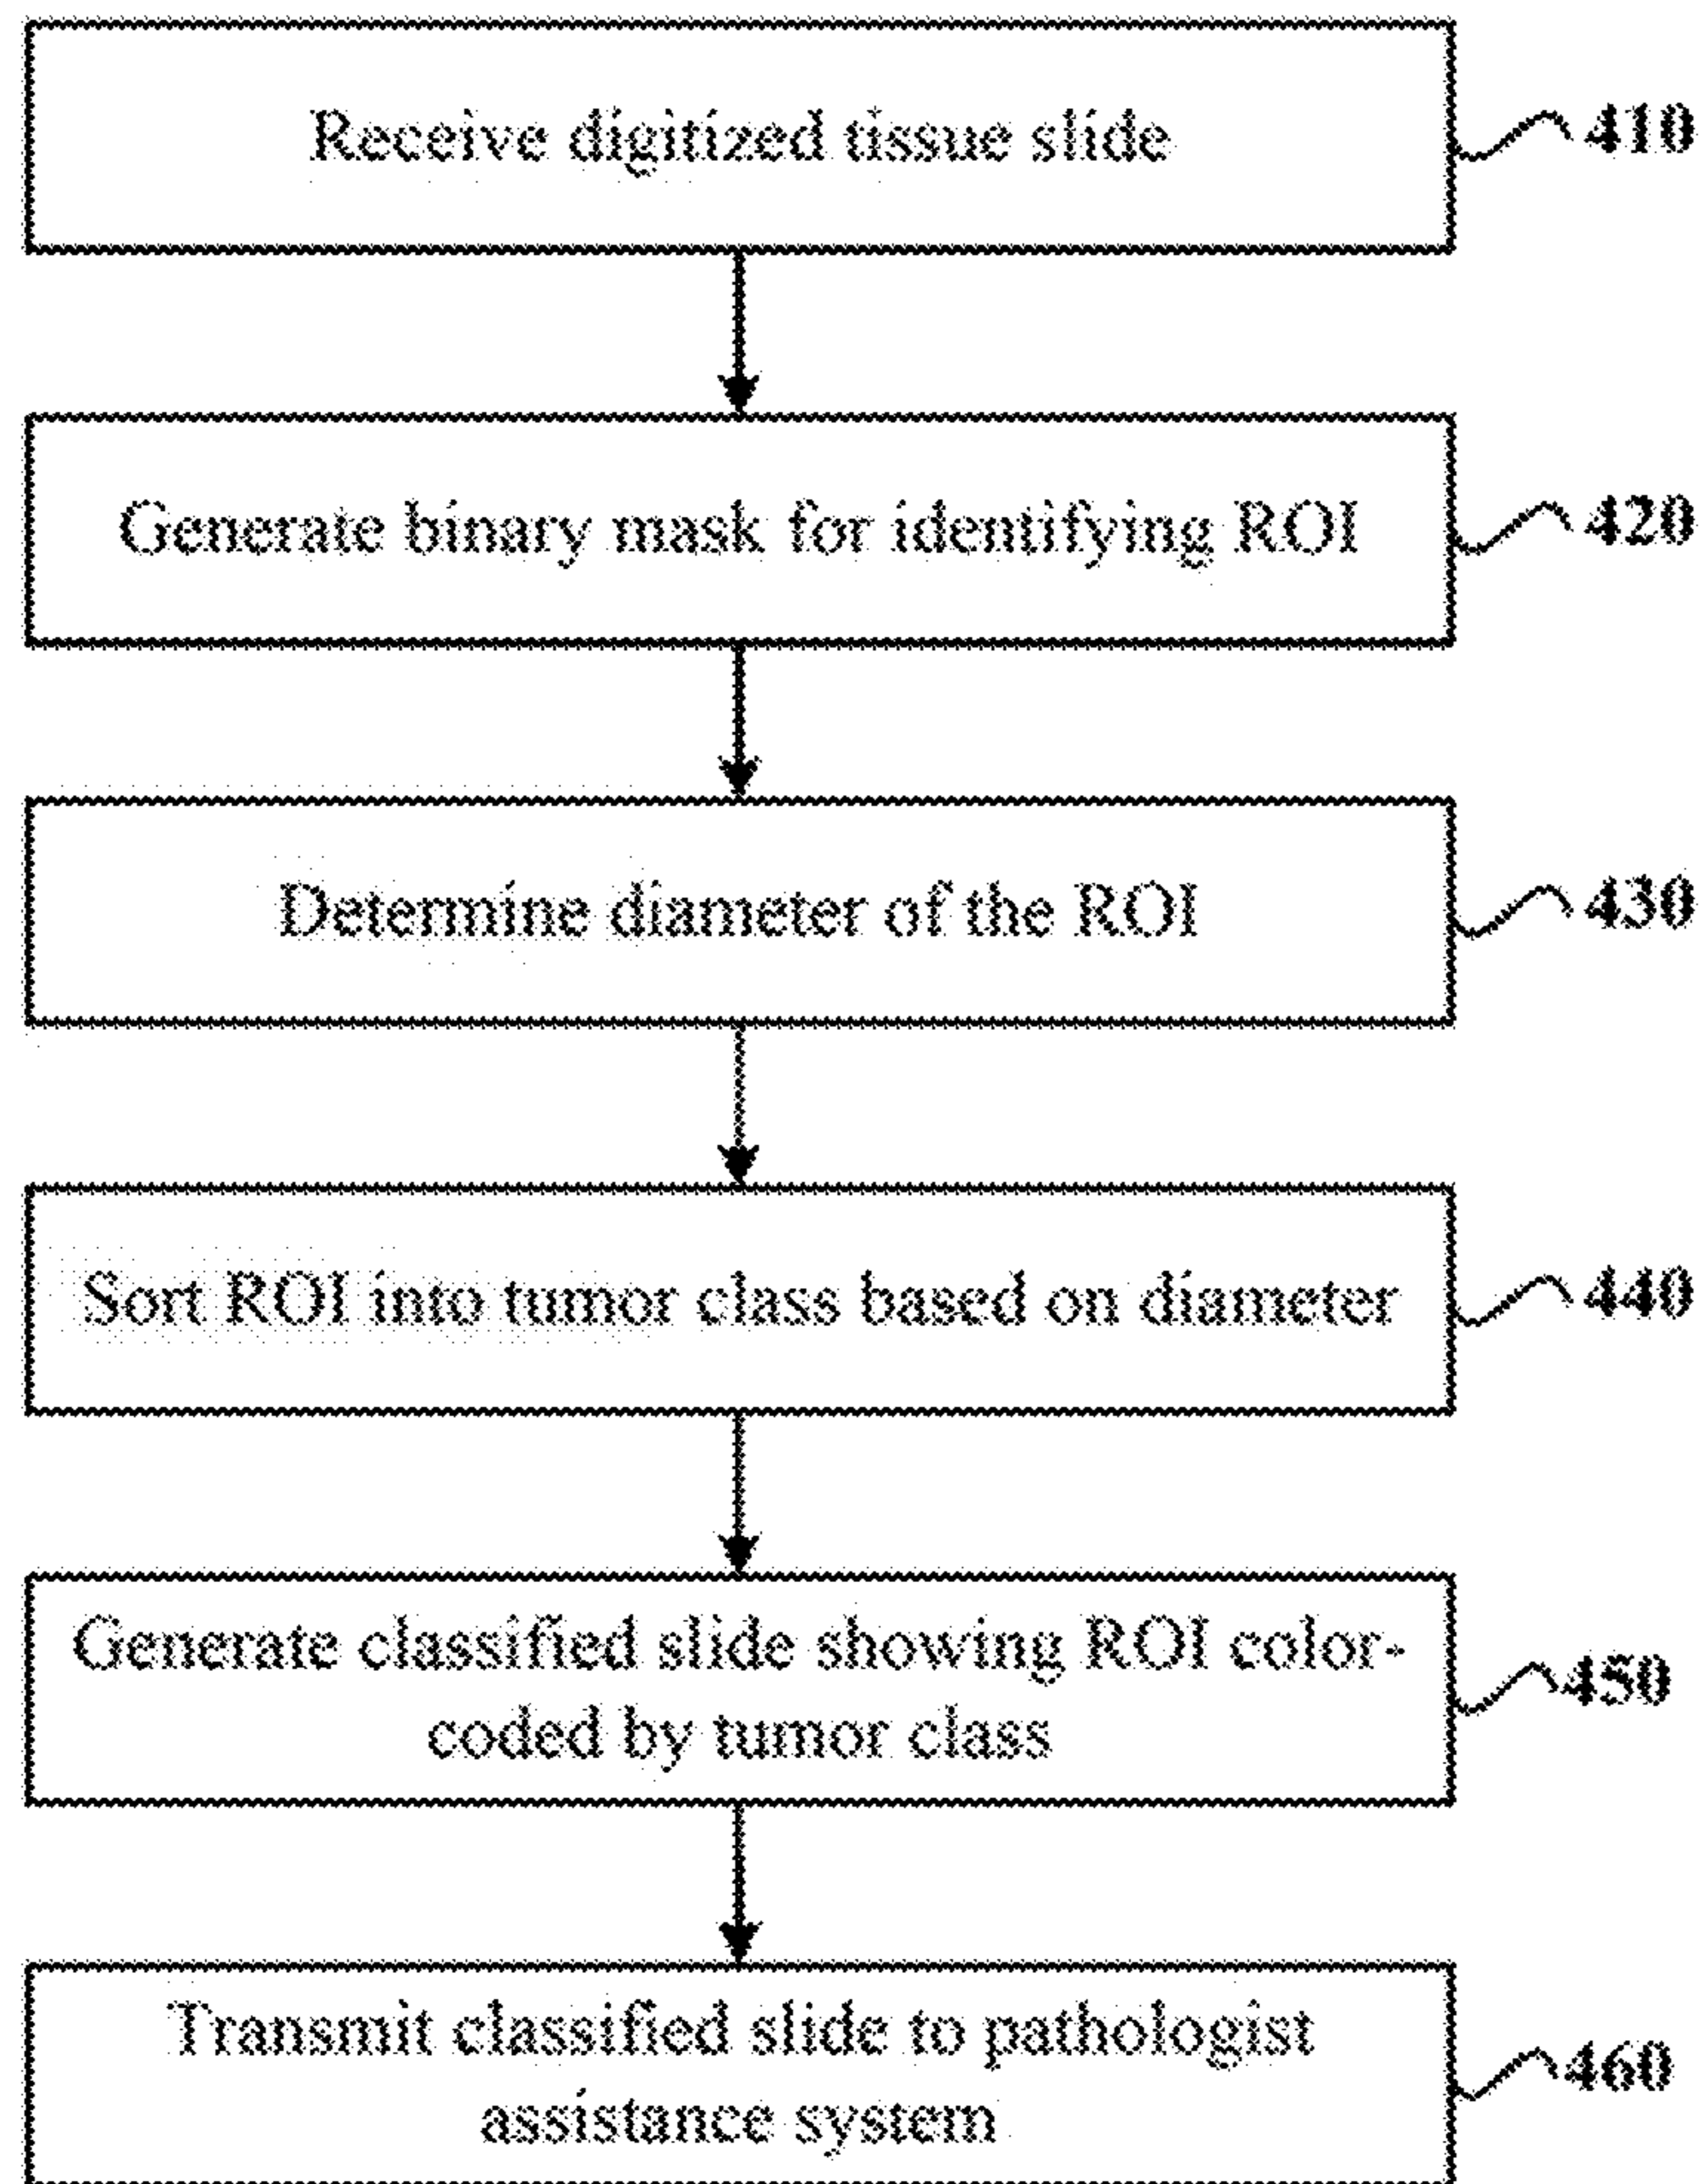 Receive digitized tissue slide
410
Generate binary mask for identifying ROI
420
Determine diameter of the ROI
430
Sort ROI into tumor class based on diameter
440
Generate classified slide showing ROI color-
coded by tumor class
450
Transmit classified slide to pathologist
assistance system
460